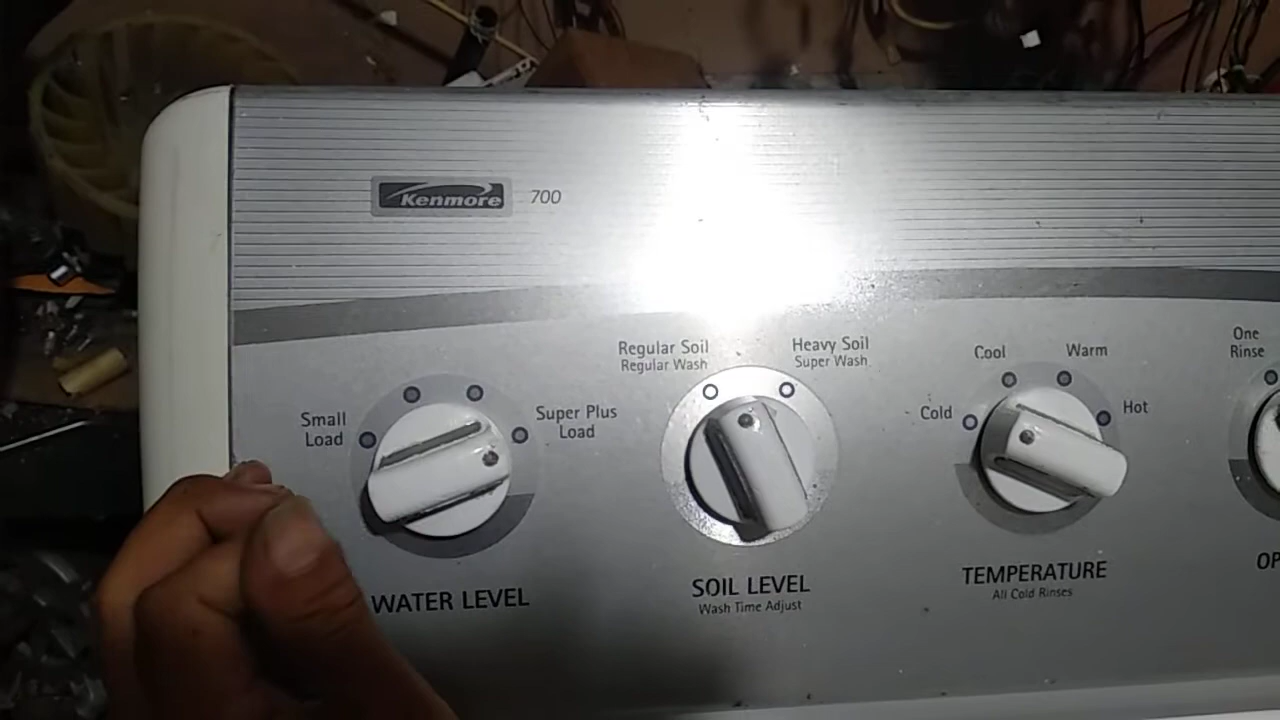 Kenmore 700
Small
Load
Super Plus
Load
WATER LEVEL
Regular Soil
Regular Wash
Heavy Soil
Super Wash
SOIL LEVEL
Wash Time Adjust
Cold
Cool
Warm
Hot
TEMPERATURE
All Cold Rinses
One
Rinse
OP